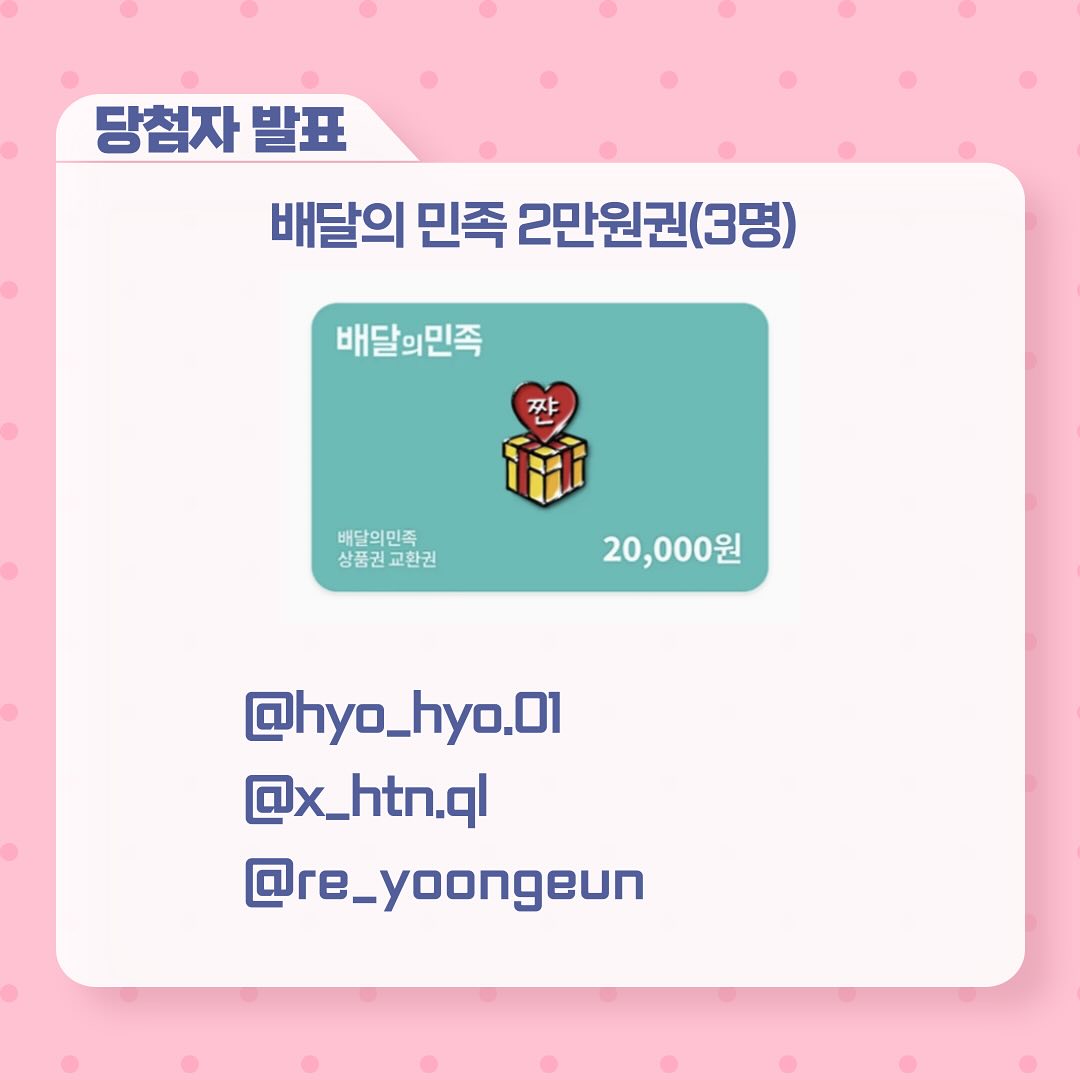 당첨자 발표
배달의 민족 2만원권(3명)
배달의민족
쨘
배달의민족
상품권 교환권
20,000원
@hyo_hyo.01
@x_htn.ql
@re_yoongeun